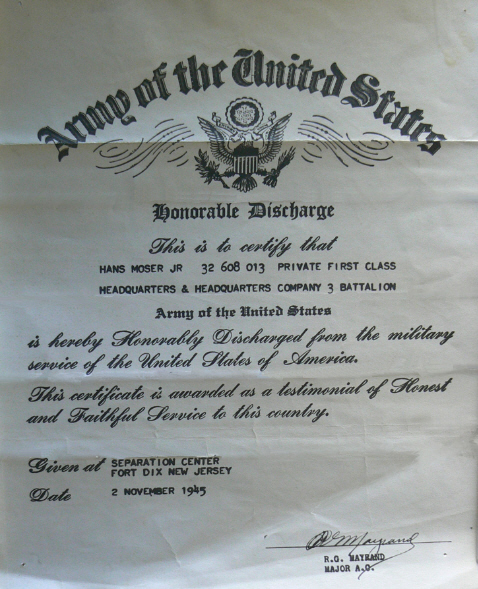 Army of the United States
Honorable Discharge
This is to certify that
HANS MOSER JR 32 608 013 PRIVATE FIRST CLASS
HEADQUARTERS & HEADQUARTERS COMPANY 3 BATTALION
Army of the United States
is hereby Honorably Discharged from the military
service of the United States of America.
This certificate is awarded as a testimonial of Honest
and Faithful Service to this country.
Given at SEPARATION CENTER
FORT DIX NEW JERSEY
Date 2 NOVEMBER 1945
R.G. MAYRAND
MAJOR A.C.